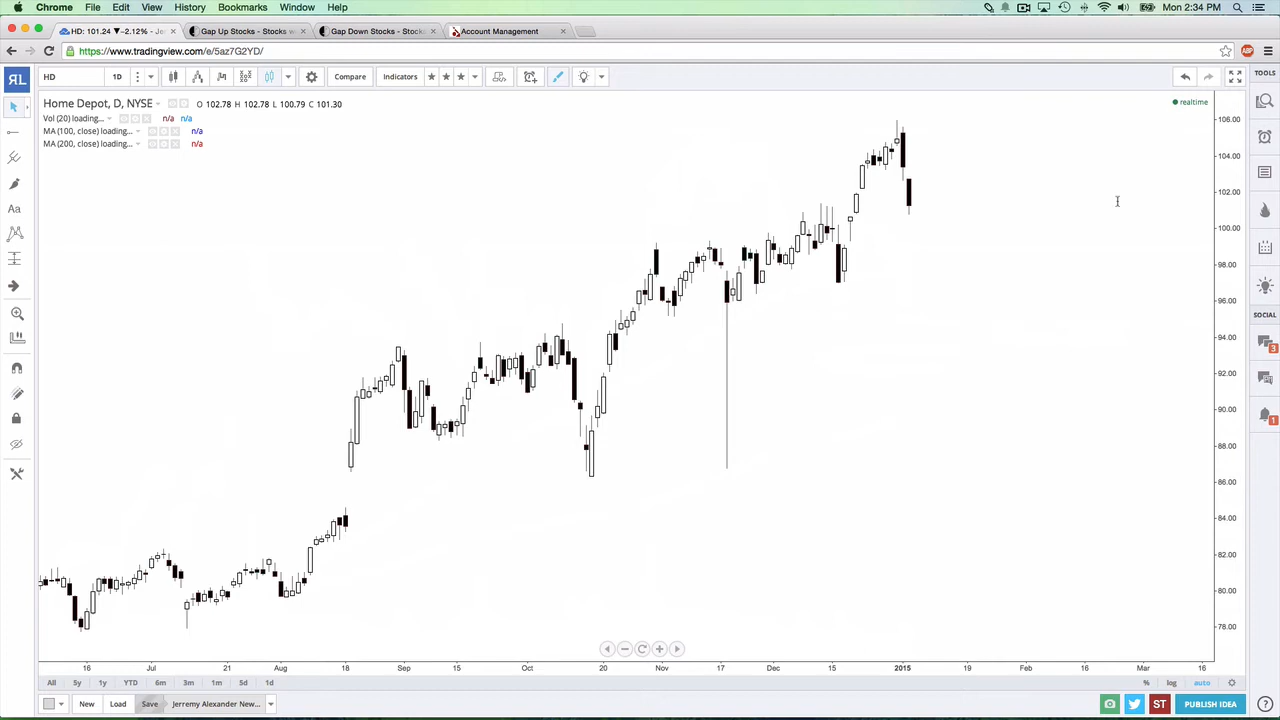 Chrome File Edit View History Bookmarks Window Help Mon 2:34 PM
HD: 101.24 ▼-2.12% - Je Gap Up Stocks - Stocks w Gap Down Stocks - Stocks Account Management
https://www.tradingview.com/e/5az7G2YD/
HD 1D Compare Indicators TOOLS
Home Depot, D, NYSE O 102.78 H 102.78 L 100.79 C 101.30 realtime
Vol (20) loading... n/a n/a
MA (100, close) loading... n/a
MA (200, close) loading... n/a
106.00
104.00
102.00
100.00
98.00
96.00
94.00
92.00
90.00
88.00
86.00
84.00
82.00
80.00
78.00
Aa
SOCIAL
3
1
16 Jul 21 Aug 18 Sep 15 Oct 20 Nov 17 Dec 15 2015 19 Feb 16 Mar 16
All 5y 1y YTD 6m 3m 1m 5d 1d % log auto
New Load Save Jerremy Alexander New... ST PUBLISH IDEA ?